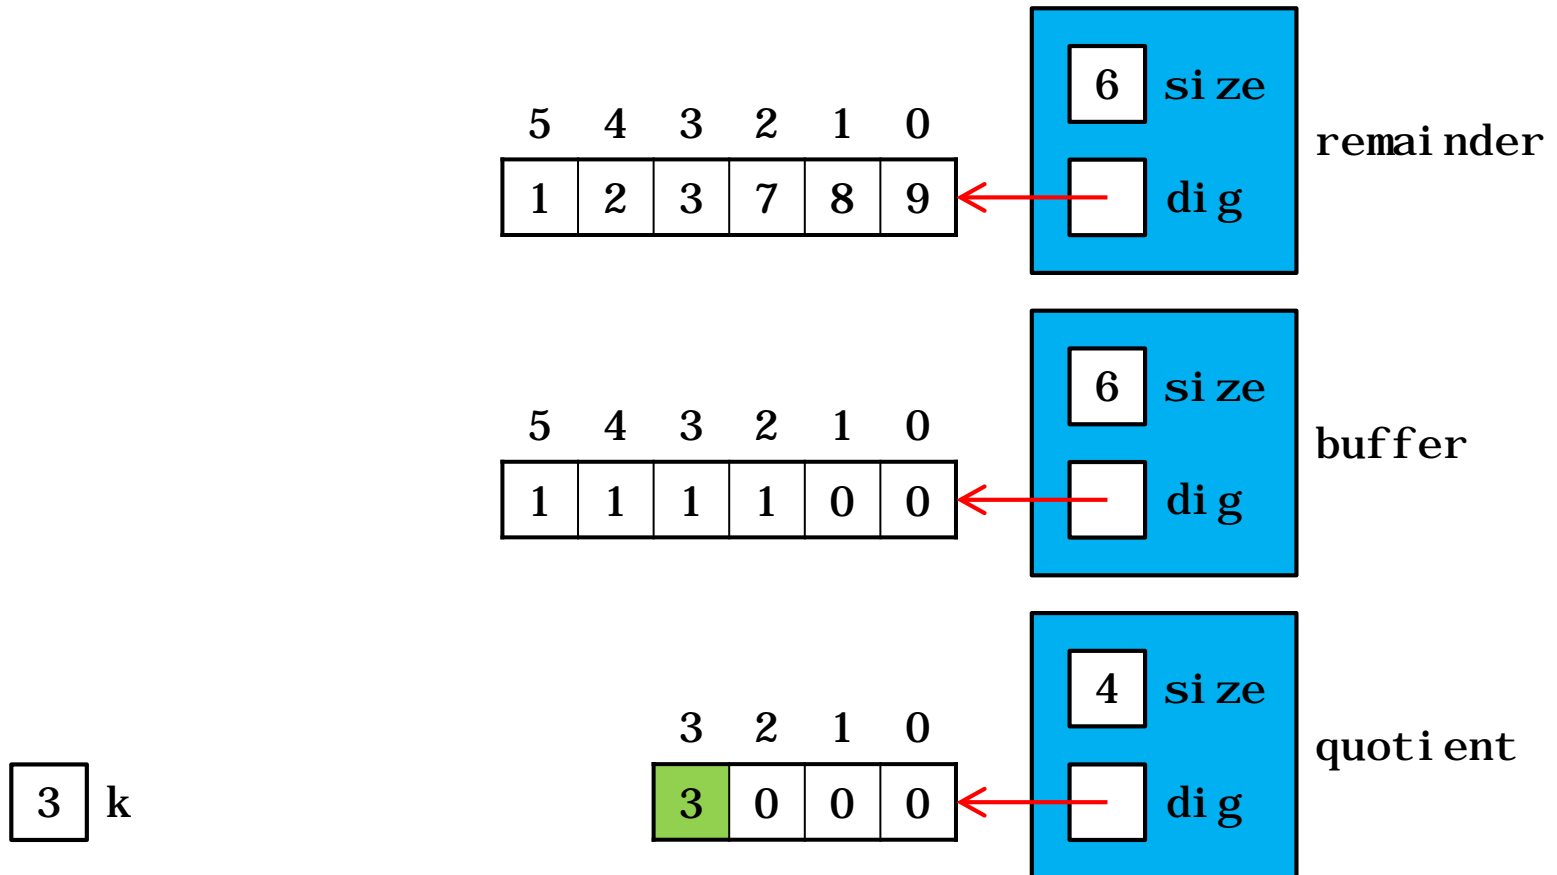 6 size
5 4 3 2 1 0
remainder
1 2 3 7 8 9 dig
6 size
5 4 3 2 1 0
buffer
1 1 1 1 0 0 dig
4 size
3 2 1 0
quotient
3 k 3 0 0 0 dig